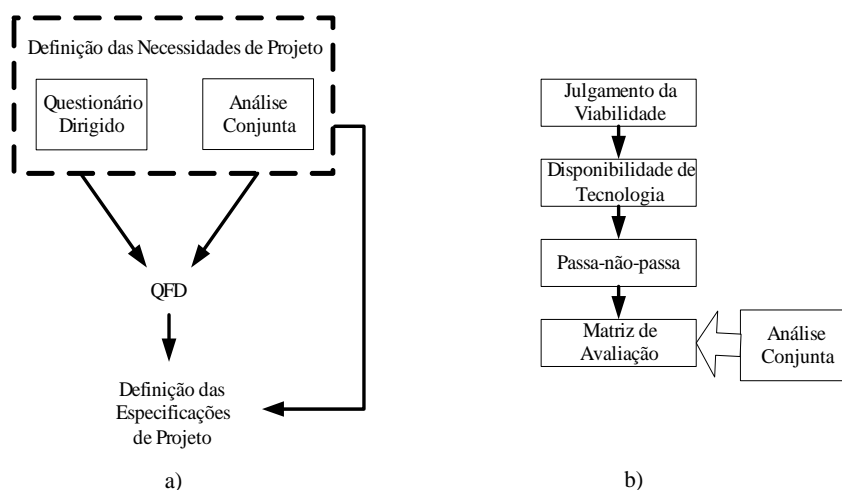 Definição das Necessidades de Projeto
Questionário
Dirigido
Análise
Conjunta
QFD
Definição das
Especificações
de Projeto
a)
Julgamento da
Viabilidade
Disponibilidade de
Tecnologia
Passa-não-passa
Matriz de
Avaliação
Análise
Conjunta
b)